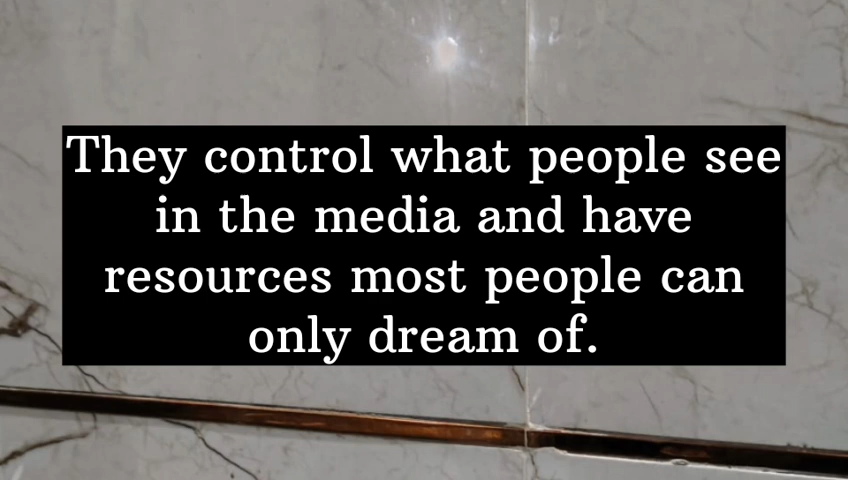 They control what people see
in the media and have
resources most people can
only dream of.